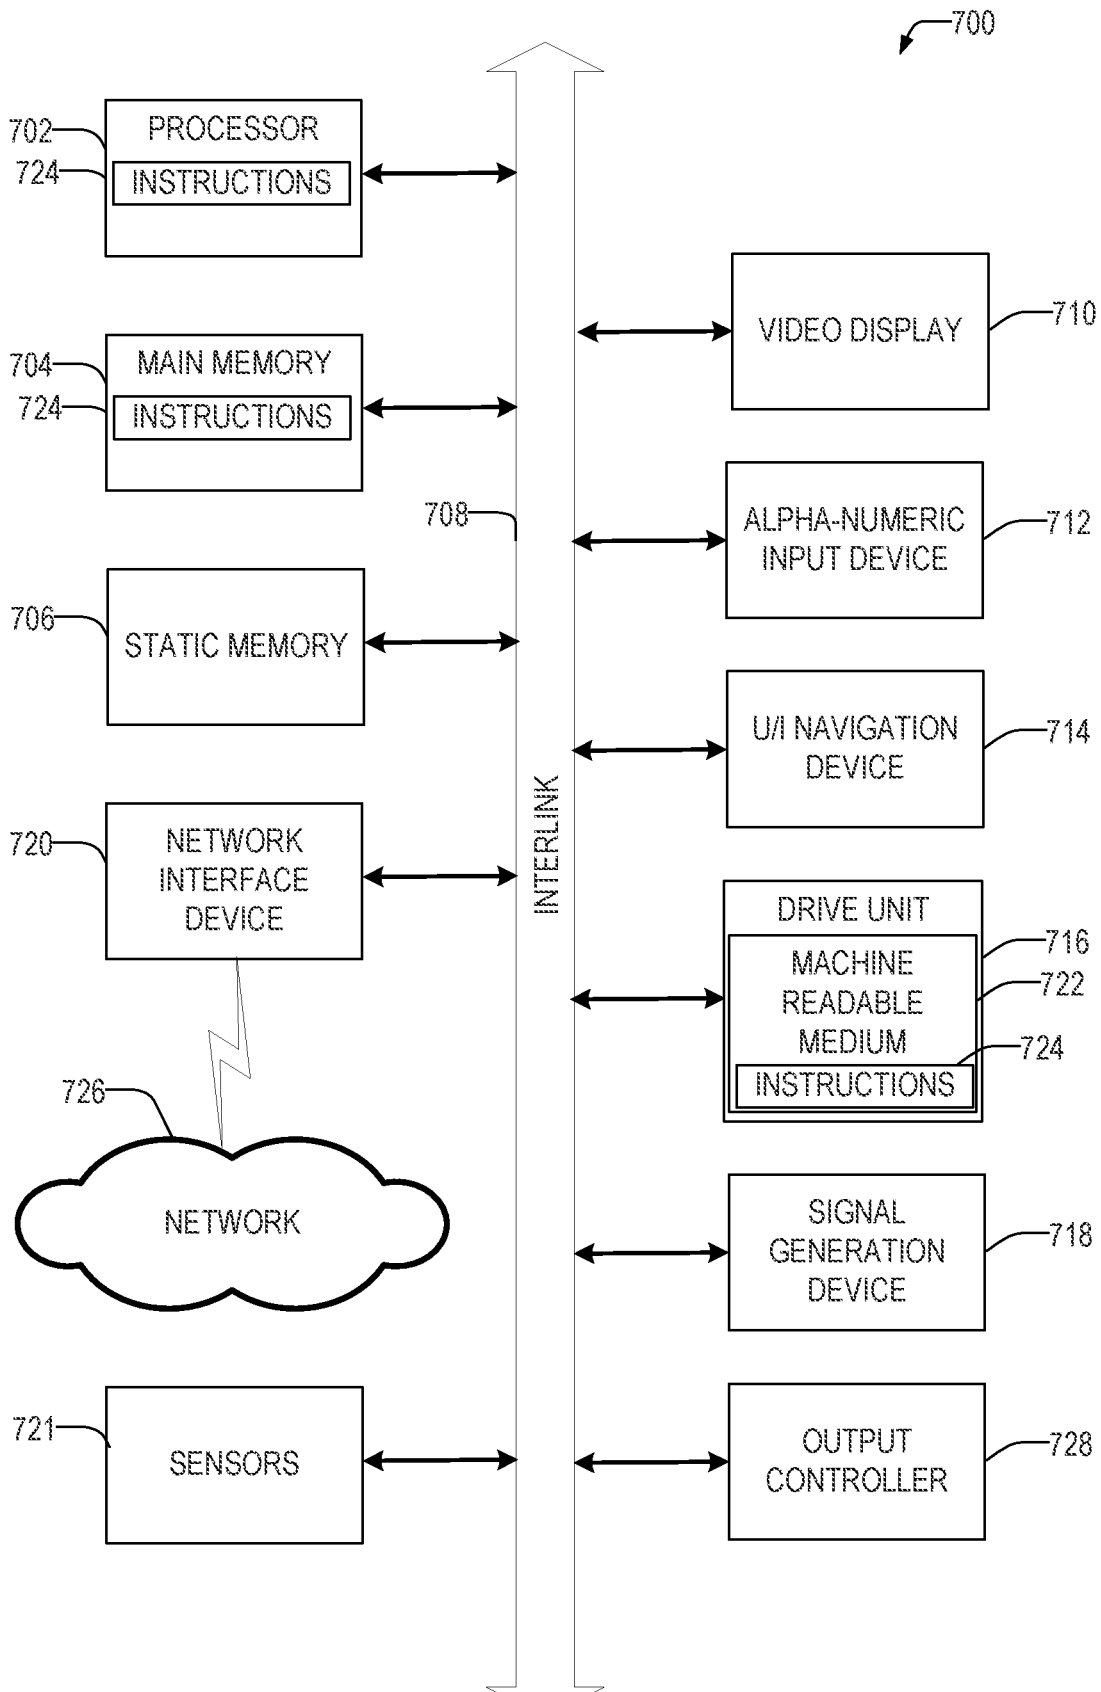 700
702
PROCESSOR
724
INSTRUCTIONS
704
MAIN MEMORY
724
INSTRUCTIONS
708
706
STATIC MEMORY
720
NETWORK
INTERFACE
DEVICE
726
NETWORK
721
SENSORS
INTERLINK
VIDEO DISPLAY
710
ALPHA-NUMERIC
INPUT DEVICE
712
U/I NAVIGATION
DEVICE
714
DRIVE UNIT
716
MACHINE
READABLE
MEDIUM
722
724
INSTRUCTIONS
SIGNAL
GENERATION
DEVICE
718
OUTPUT
CONTROLLER
728